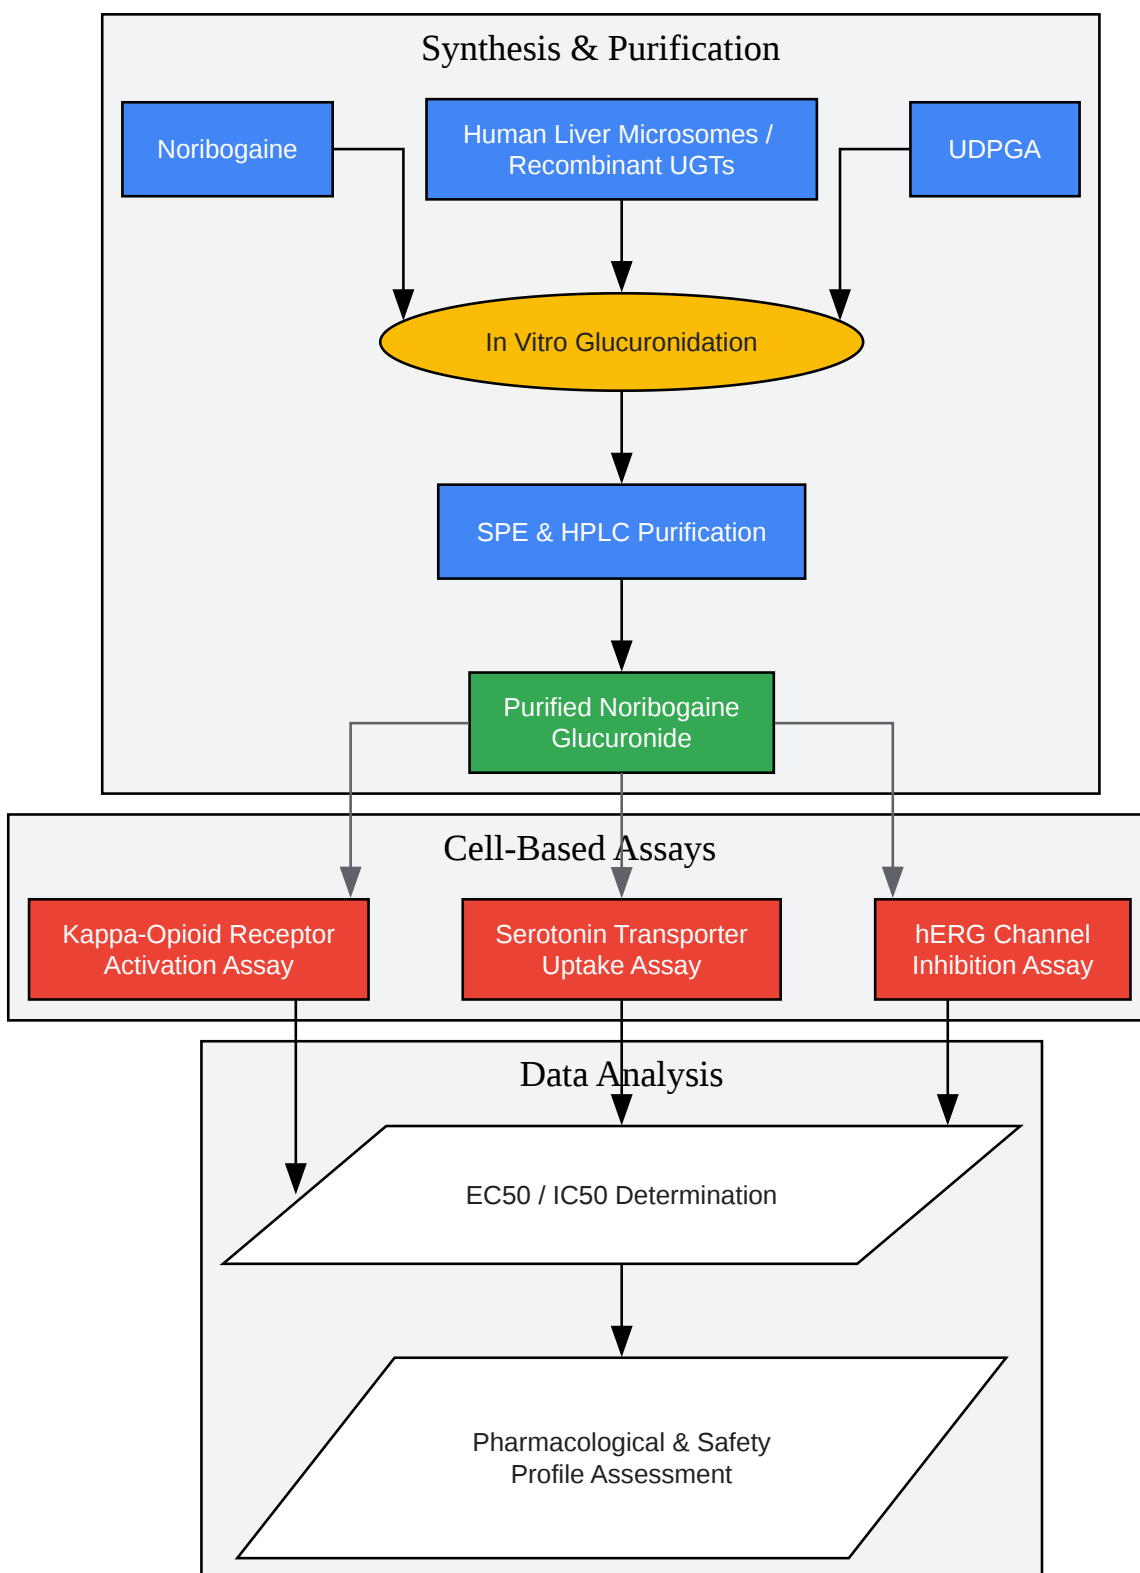 Synthesis & Purification
Noribogaine
Human Liver Microsomes /
Recombinant UGTs
UDPGA
In Vitro Glucuronidation
SPE & HPLC Purification
Purified Noribogaine
Glucuronide
Cell-Based Assays
Kappa-Opioid Receptor
Activation Assay
Serotonin Transporter
Uptake Assay
hERG Channel
Inhibition Assay
Data Analysis
EC50 / IC50 Determination
Pharmacological & Safety
Profile Assessment